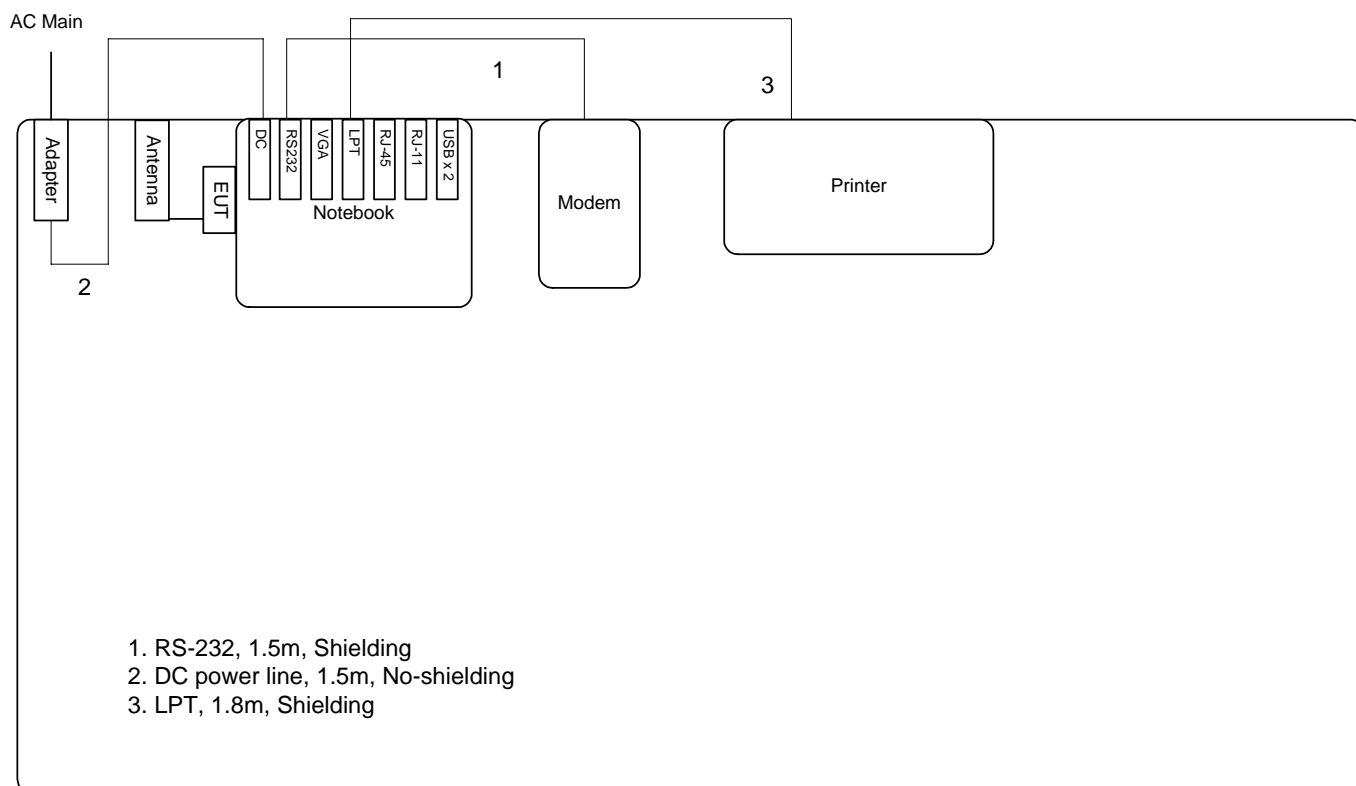 AC Main
1
3
Adapter
Antenna
EUT
DC
RS232
VGA
LPT
RJ-45
RJ-11
USB x 2
Notebook
Modem
Printer
2
1. RS-232, 1.5m, Shielding
2. DC power line, 1.5m, No-shielding
3. LPT, 1.8m, Shielding